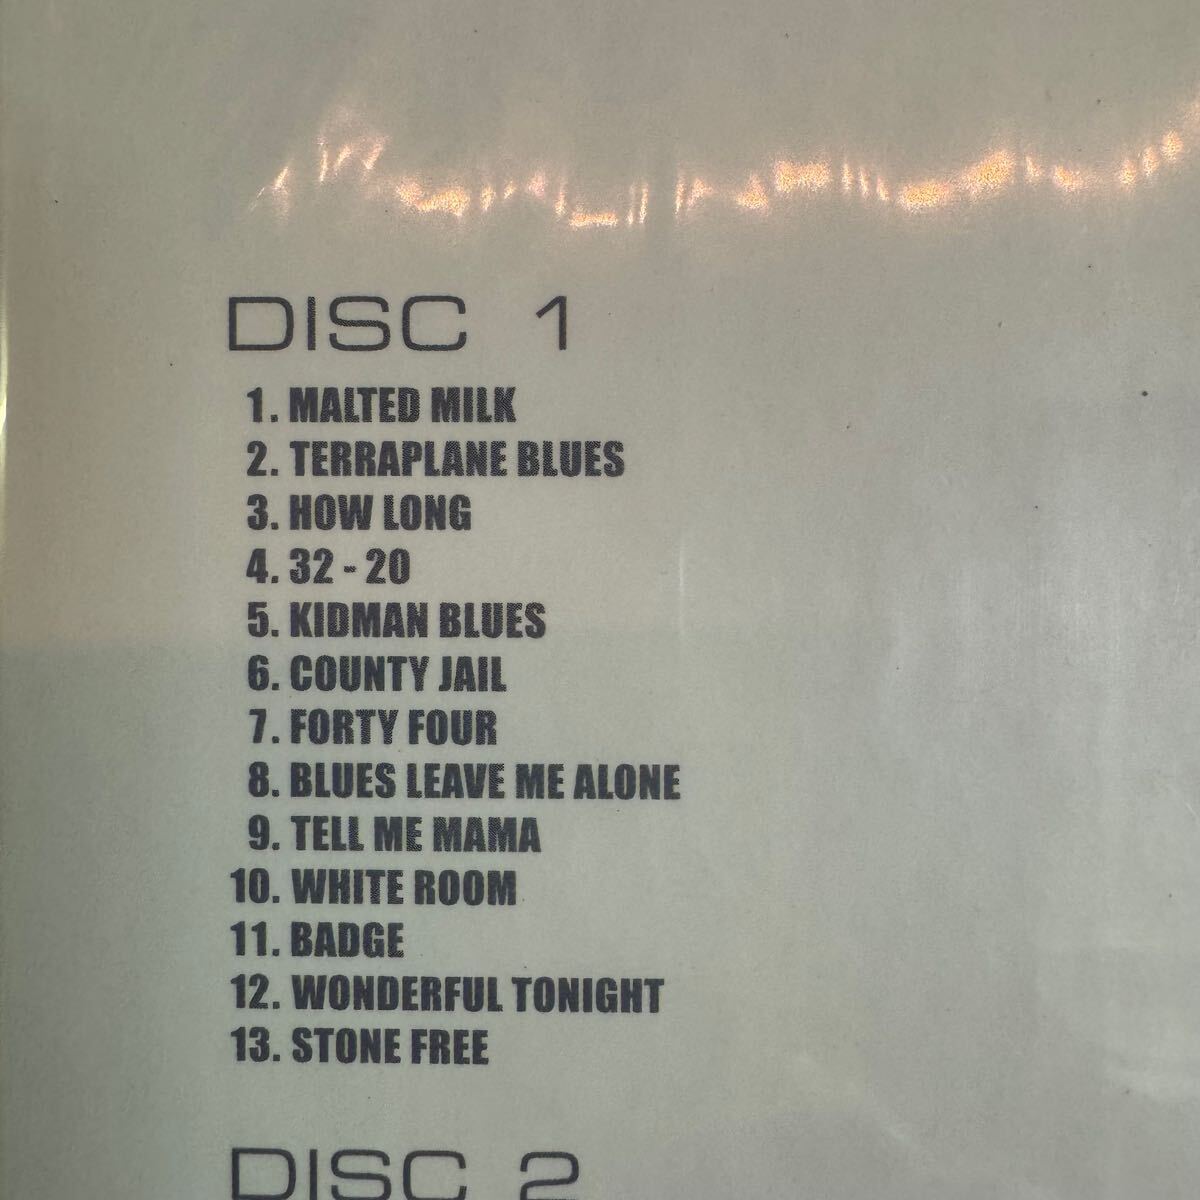 DISC 1
1. MALTED MILK
2. TERRAPLANE BLUES
3. HOW LONG
4. 32 - 20
5. KIDMAN BLUES
6. COUNTY JAIL
7. FORTY FOUR
8. BLUES LEAVE ME ALONE
9. TELL ME MAMA
10. WHITE ROOM
11. BADGE
12. WONDERFUL TONIGHT
13. STONE FREE
DISC 2